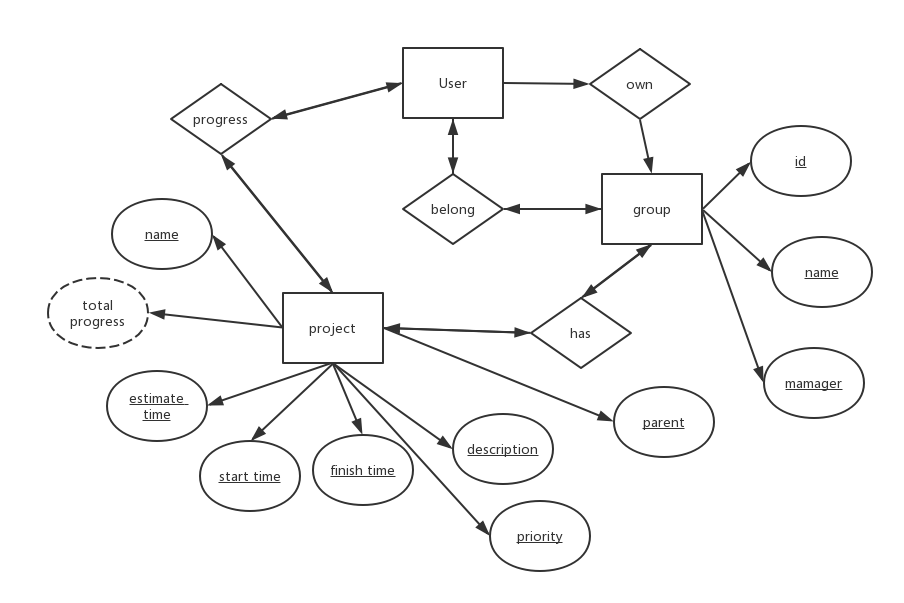 User
own
progress
id
belong
group
name
name
total
progress
project
has
estimate
time
mamager
parent
description
start time
finish time
priority